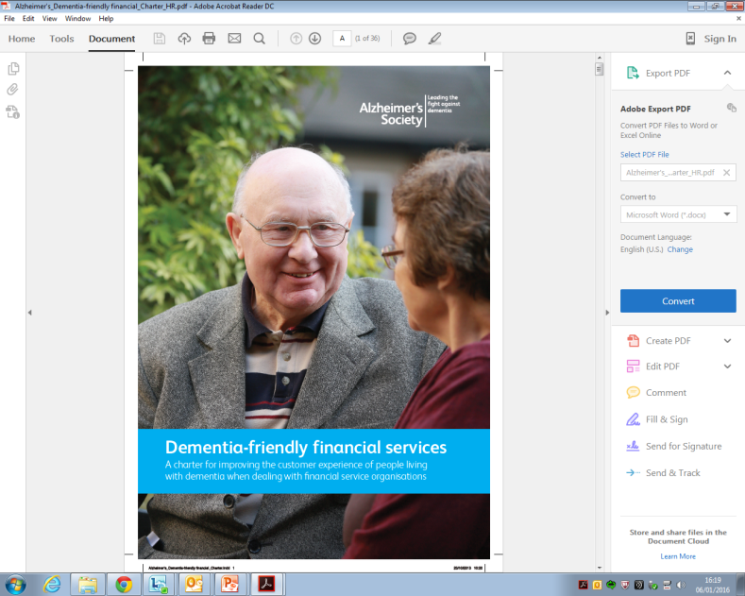 Alzheimer's_Dementia-friendly financial_Charter_HR.pdf - Adobe Acrobat Reader DC
File Edit View Window Help
Home Tools Document A (1 of 36) Sign In
Alzheimer's
Society
Leading the
fight against
dementia
Dementia-friendly financial services
A charter for improving the customer experience of people living
with dementia when dealing with financial service organisations
Alzheimer's_Dementia-friendly financial_Charter.indd 1
Export PDF
Adobe Export PDF
Convert PDF Files to Word or
Excel Online
Select PDF File
Alzheimer's_...arter_HR.pdf
Convert to
Microsoft Word (*.docx)
Document Language:
English (U.S.) Change
Convert
Create PDF
Edit PDF
Comment
Fill & Sign
Send for Signature
Send & Track
Store and share files in the
Document Cloud
Learn More
16:19
06/01/2016